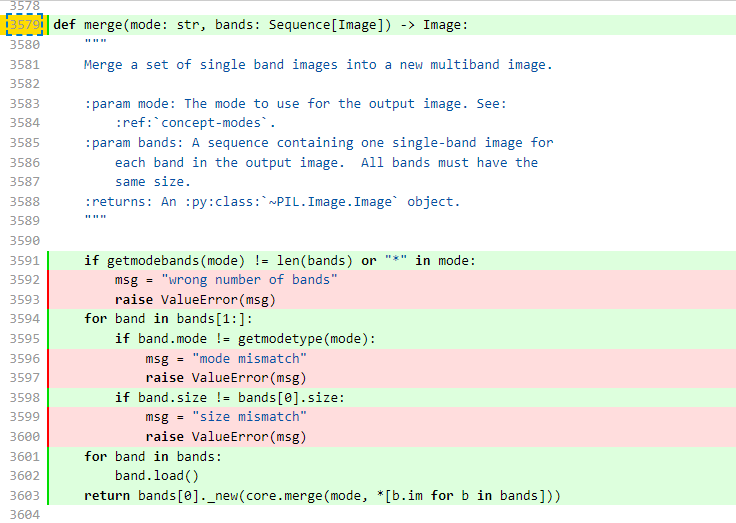 3578
3579 def merge(mode: str, bands: Sequence[Image]) -> Image:
3580     """
3581     Merge a set of single band images into a new multiband image.
3582
3583     :param mode: The mode to use for the output image. See:
3584         :ref:`concept-modes`.
3585     :param bands: A sequence containing one single-band image for
3586         each band in the output image.  All bands must have the
3587         same size.
3588     :returns: An :py:class:`~PIL.Image.Image` object.
3589     """
3590
3591     if getmodebands(mode) != len(bands) or "*" in mode:
3592         msg = "wrong number of bands"
3593         raise ValueError(msg)
3594     for band in bands[1:]:
3595         if band.mode != getmodetype(mode):
3596             msg = "mode mismatch"
3597             raise ValueError(msg)
3598         if band.size != bands[0].size:
3599             msg = "size mismatch"
3600             raise ValueError(msg)
3601     for band in bands:
3602         band.load()
3603     return bands[0]._new(core.merge(mode, *[b.im for b in bands]))
3604